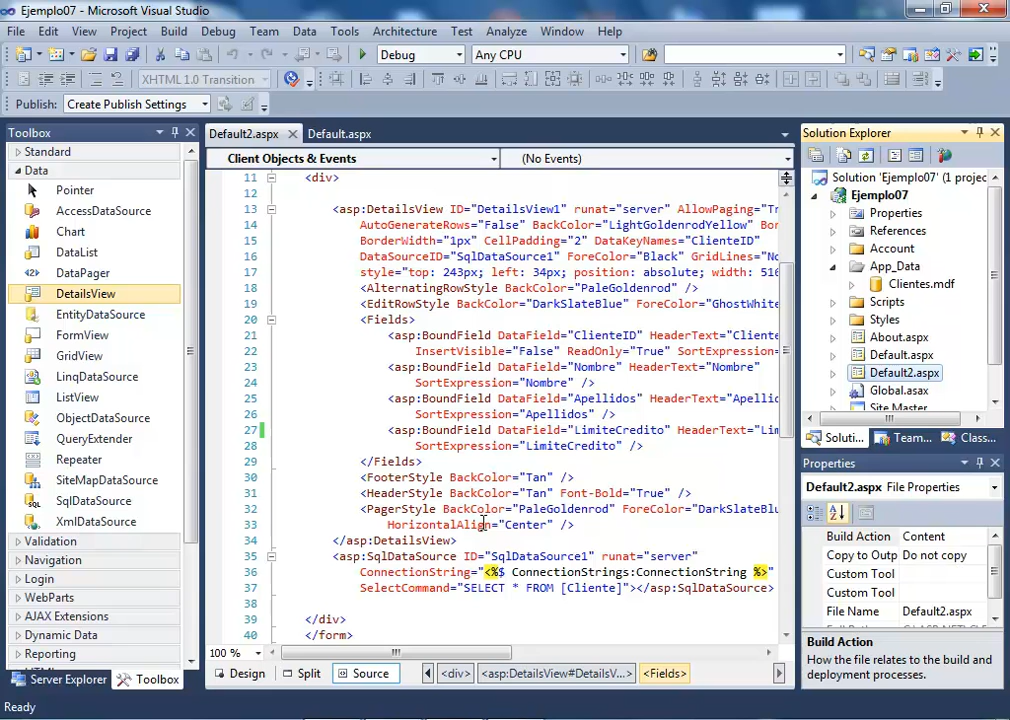 Ejemplo07 - Microsoft Visual Studio
File Edit View Project Build Debug Team Data Tools Architecture Test Analyze Window Help
Debug Any CPU
XHTML 1.0 Transition
Publish: Create Publish Settings
Toolbox
Standard
Data
Pointer
AccessDataSource
Chart
DataList
DataPager
DetailsView
EntityDataSource
FormView
GridView
LinqDataSource
ListView
ObjectDataSource
QueryExtender
Repeater
SiteMapDataSource
SqlDataSource
XmlDataSource
Validation
Navigation
Login
WebParts
AJAX Extensions
Dynamic Data
Reporting
Server Explorer Toolbox
Default2.aspx Default.aspx
Client Objects & Events (No Events)
11 <div>
12
13 <asp:DetailsView ID="DetailsView1" runat="server" AllowPaging="Tr
14 AutoGenerateRows="False" BackColor="LightGoldenrodYellow" Bor
15 BorderWidth="1px" CellPadding="2" DataKeyNames="ClienteID"
16 DataSourceID="SqlDataSource1" ForeColor="Black" GridLines="No
17 style="top: 243px; left: 34px; position: absolute; width: 516
18 <AlternatingRowStyle BackColor="PaleGoldenrod" />
19 <EditRowStyle BackColor="DarkSlateBlue" ForeColor="GhostWhite
20 <Fields>
21 <asp:BoundField DataField="ClienteID" HeaderText="Cliente
22 InsertVisible="False" ReadOnly="True" SortExpression=
23 <asp:BoundField DataField="Nombre" HeaderText="Nombre"
24 SortExpression="Nombre" />
25 <asp:BoundField DataField="Apellidos" HeaderText="Apellid
26 SortExpression="Apellidos" />
27 <asp:BoundField DataField="LimiteCredito" HeaderText="Lim
28 SortExpression="LimiteCredito" />
29 </Fields>
30 <FooterStyle BackColor="Tan" />
31 <HeaderStyle BackColor="Tan" Font-Bold="True" />
32 <PagerStyle BackColor="PaleGoldenrod" ForeColor="DarkSlateBlu
33 HorizontalAlign="Center" />
34 </asp:DetailsView>
35 <asp:SqlDataSource ID="SqlDataSource1" runat="server"
36 ConnectionString="<%$ ConnectionStrings:ConnectionString %>"
37 SelectCommand="SELECT * FROM [Cliente]"></asp:SqlDataSource>
38
39 </div>
40 </form>
100 %
Design Split Source <div> <asp:DetailsView#DetailsV...> <Fields>
Solution Explorer
Solution 'Ejemplo07' (1 projec
Ejemplo07
Properties
References
Account
App_Data
Clientes.mdf
Scripts
Styles
About.aspx
Default.aspx
Default2.aspx
Global.asax
Site Master
Soluti... Team... Class...
Properties
Default2.aspx File Properties
Build Action Content
Copy to Outpu Do not copy
Custom Tool
Custom Tool
File Name Default2.aspx
Build Action
How the file relates to the build and
deployment processes.
Ready